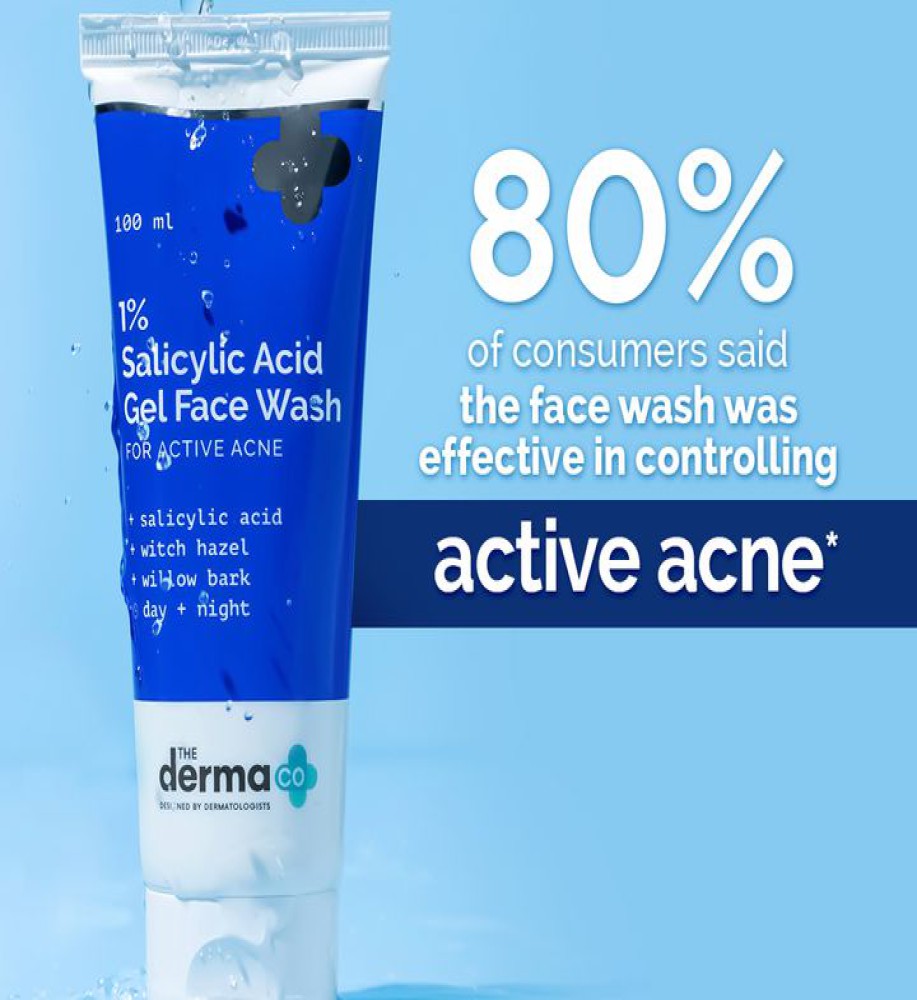 100 ml
1%
Salicylic Acid
Gel Face Wash
FOR ACTIVE ACNE
+ salicylic acid
+ witch hazel
+ willow bark
day + night
THE
derma co
DESIGNED BY DERMATOLOGISTS
80%
of consumers said
the face wash was
effective in controlling
active acne*